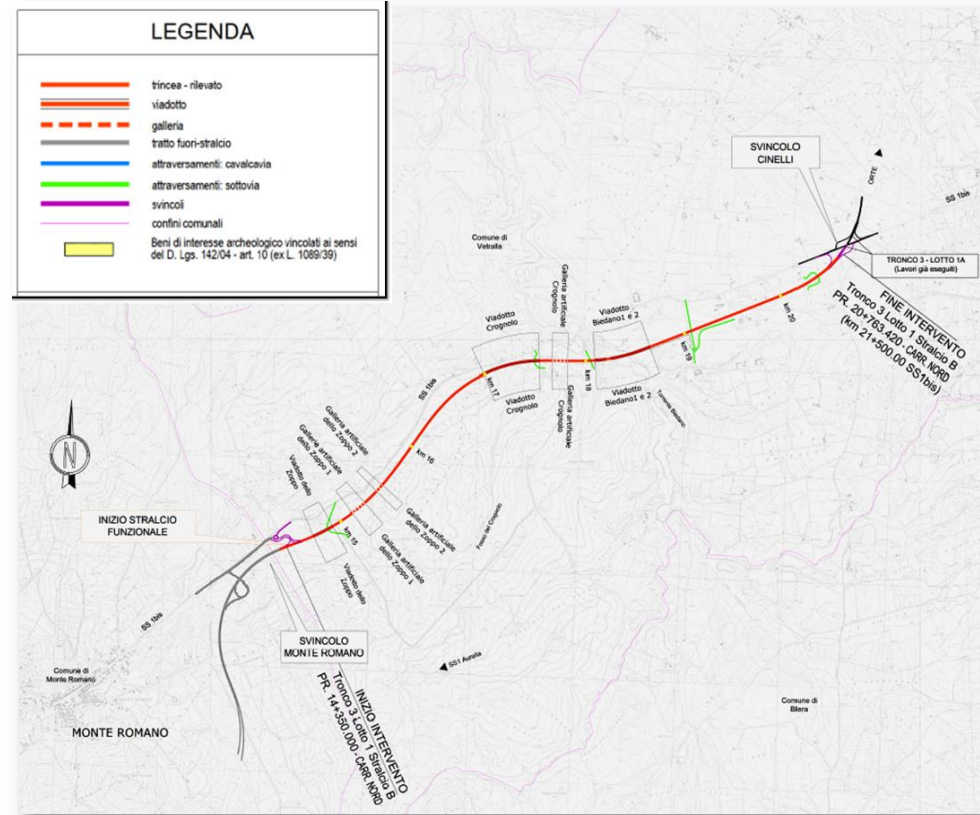 LEGENDA
trincea - rilevato
viadotto
galleria
tratto fuori-stralcio
attraversamenti: cavalcavia
attraversamenti: sottovia
svincoli
confini comunali
Beni di interesse archeologico vincolati ai sensi
del D. Lgs. 142/04 - art. 10 (ex L. 1089/39)
SVINCOLO
CINELLI
ORTE
SS 1bis
TRONCO 3 - LOTTO 1A
(Lavori già eseguiti)
FINE INTERVENTO
Tronco 3 Lotto 1 Stralcio B
PR. 20+763.420 - CARR. NORD
(km 21+500.00 SS1bis)
Comune di
Vetralla
Viadotto
Crognolo
Galleria artificiale
Crognolo
Viadotto
Biedano1 e 2
km 20
km 19
km 18
km 17
Viadotto
Crognolo
Galleria artificiale
Crognolo
Viadotto
Biedano1 e 2
Torrente Biedano
SS 1bis
km 16
Galleria artificiale
dello Zoppo 2
Galleria artificiale
dello Zoppo 1
Viadotto dello
Zoppo
N
INIZIO STRALCIO
FUNZIONALE
km 15
Galleria artificiale
dello Zoppo 2
Galleria artificiale
dello Zoppo 1
Viadotto dello
Zoppo
Fosso del Crognolo
SS 1bis
SVINCOLO
MONTE ROMANO
SS1 Aurelia
INIZIO INTERVENTO
Tronco 3 Lotto 1 Stralcio B
PR. 14+350.000 - CARR. NORD
Comune di
Monte Romano
MONTE ROMANO
Comune di
Blera